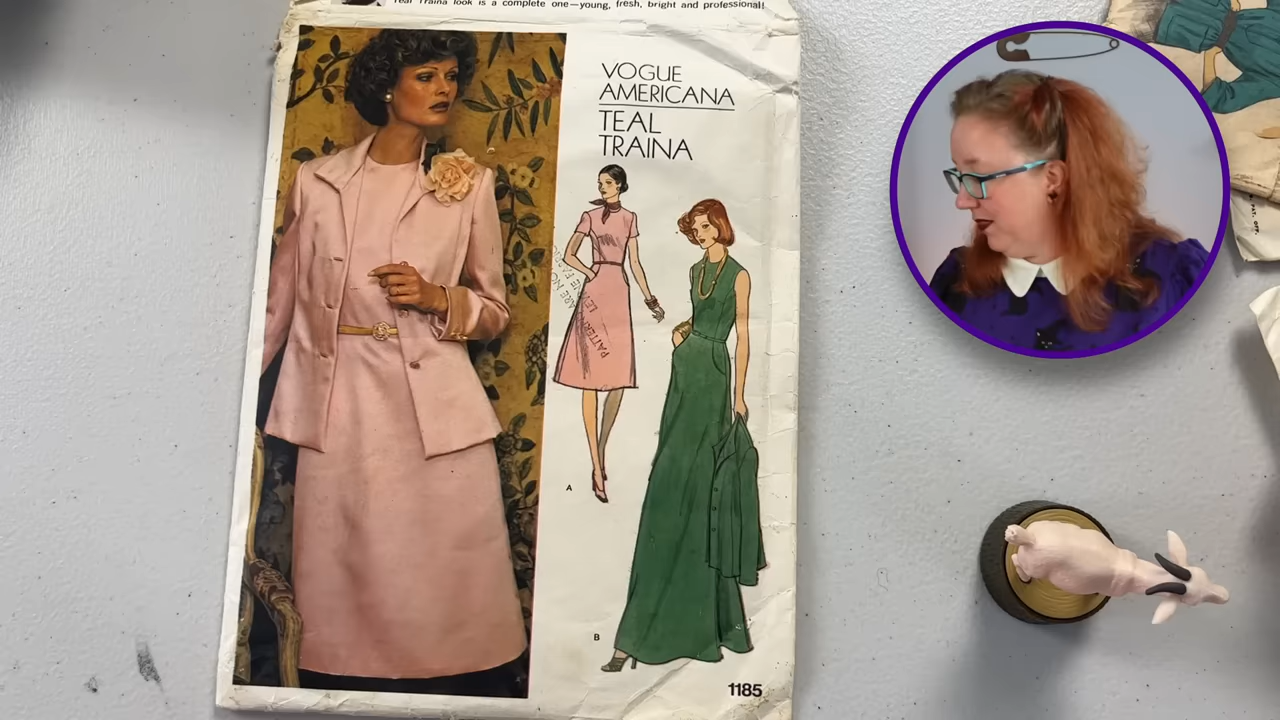 Teal Traina look is a complete one—young, fresh, bright and professional!
VOGUE
AMERICANA
TEAL
TRAINA
A
B
1185